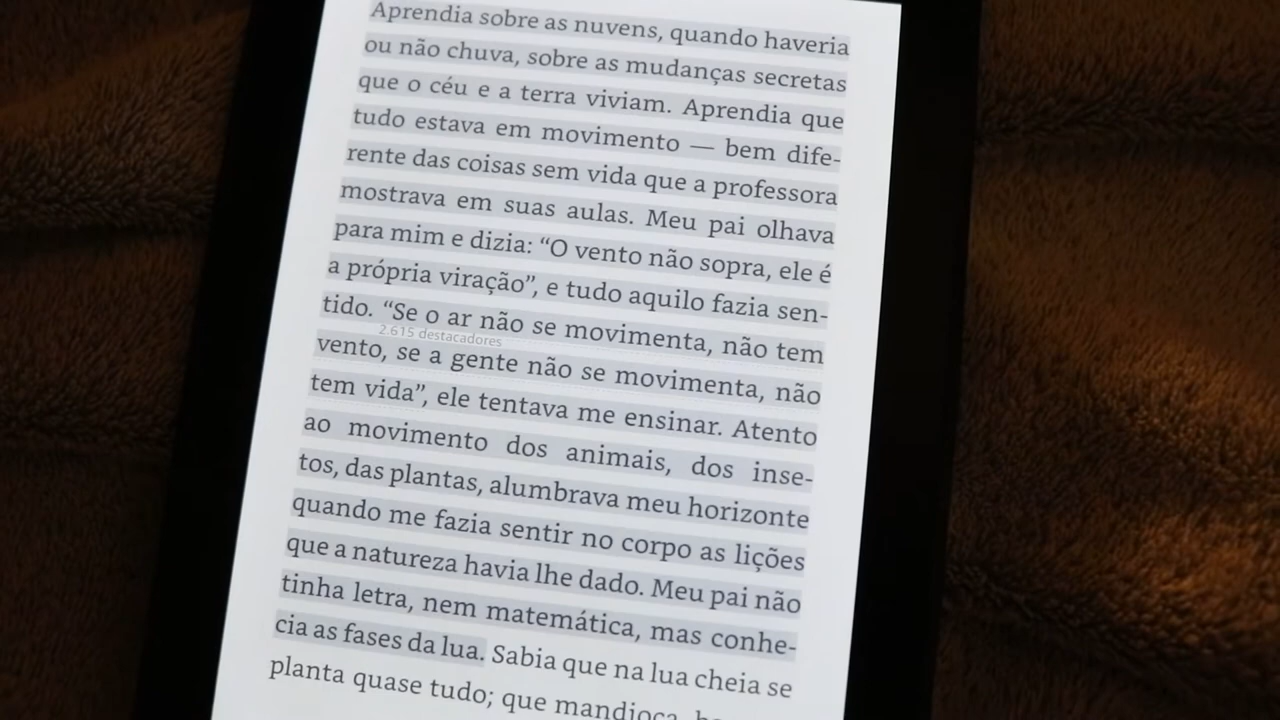 Aprendia sobre as nuvens, quando haveria
ou não chuva, sobre as mudanças secretas
que o céu e a terra viviam. Aprendia que
tudo estava em movimento — bem dife-
rente das coisas sem vida que a professora
mostrava em suas aulas. Meu pai olhava
para mim e dizia: “O vento não sopra, ele é
a própria viração”, e tudo aquilo fazia sen-
tido. “Se o ar não se movimenta, não tem
2.615 destacadores
vento, se a gente não se movimenta, não
tem vida”, ele tentava me ensinar. Atento
ao movimento dos animais, dos inse-
tos, das plantas, alumbrava meu horizonte
quando me fazia sentir no corpo as lições
que a natureza havia lhe dado. Meu pai não
tinha letra, nem matemática, mas conhe-
cia as fases da lua. Sabia que na lua cheia se
planta quase tudo; que mandioca,